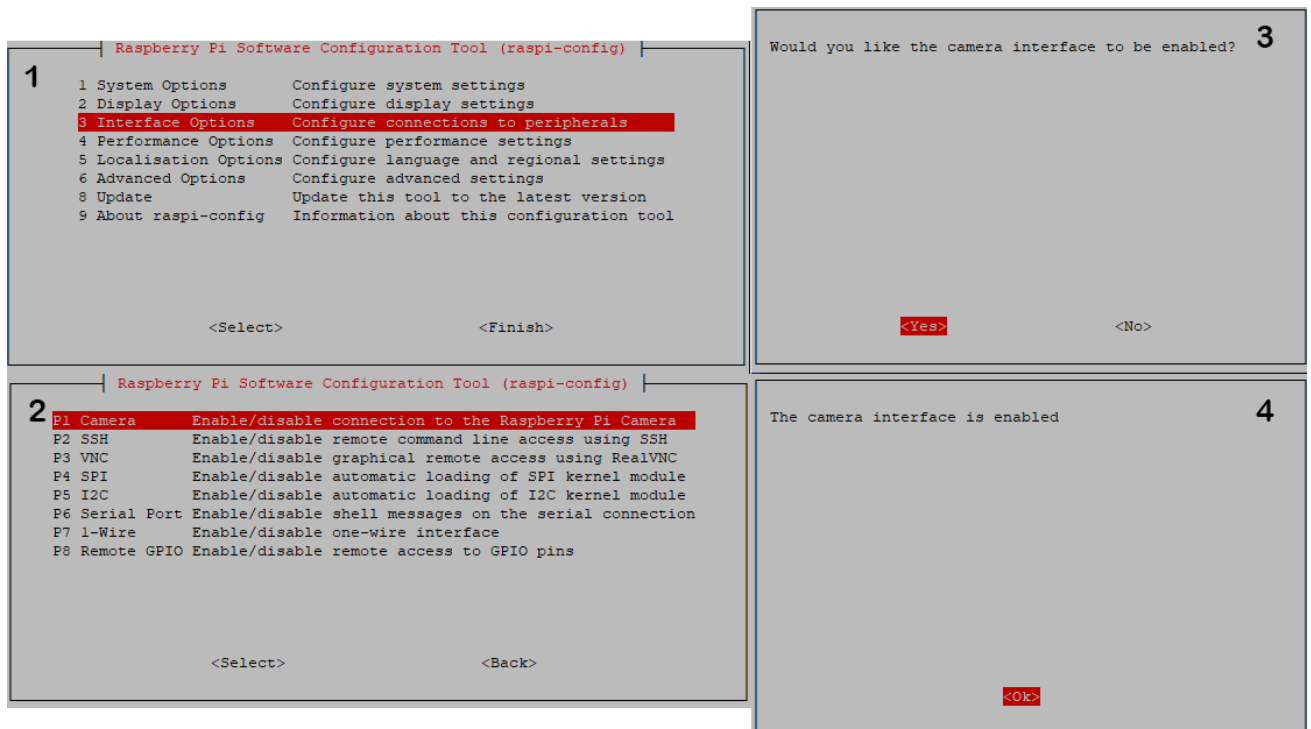 Raspberry Pi Software Configuration Tool (raspi-config)
1
1 System Options Configure system settings
2 Display Options Configure display settings
3 Interface Options Configure connections to peripherals
4 Performance Options Configure performance settings
5 Localisation Options Configure language and regional settings
6 Advanced Options Configure advanced settings
8 Update Update this tool to the latest version
9 About raspi-config Information about this configuration tool
<Select> <Finish>
Raspberry Pi Software Configuration Tool (raspi-config)
2
P1 Camera Enable/disable connection to the Raspberry Pi Camera
P2 SSH Enable/disable remote command line access using SSH
P3 VNC Enable/disable graphical remote access using RealVNC
P4 SPI Enable/disable automatic loading of SPI kernel module
P5 I2C Enable/disable automatic loading of I2C kernel module
P6 Serial Port Enable/disable shell messages on the serial connection
P7 1-Wire Enable/disable one-wire interface
P8 Remote GPIO Enable/disable remote access to GPIO pins
<Select> <Back>
Would you like the camera interface to be enabled? 3
<Yes> <No>
The camera interface is enabled 4
<Ok>